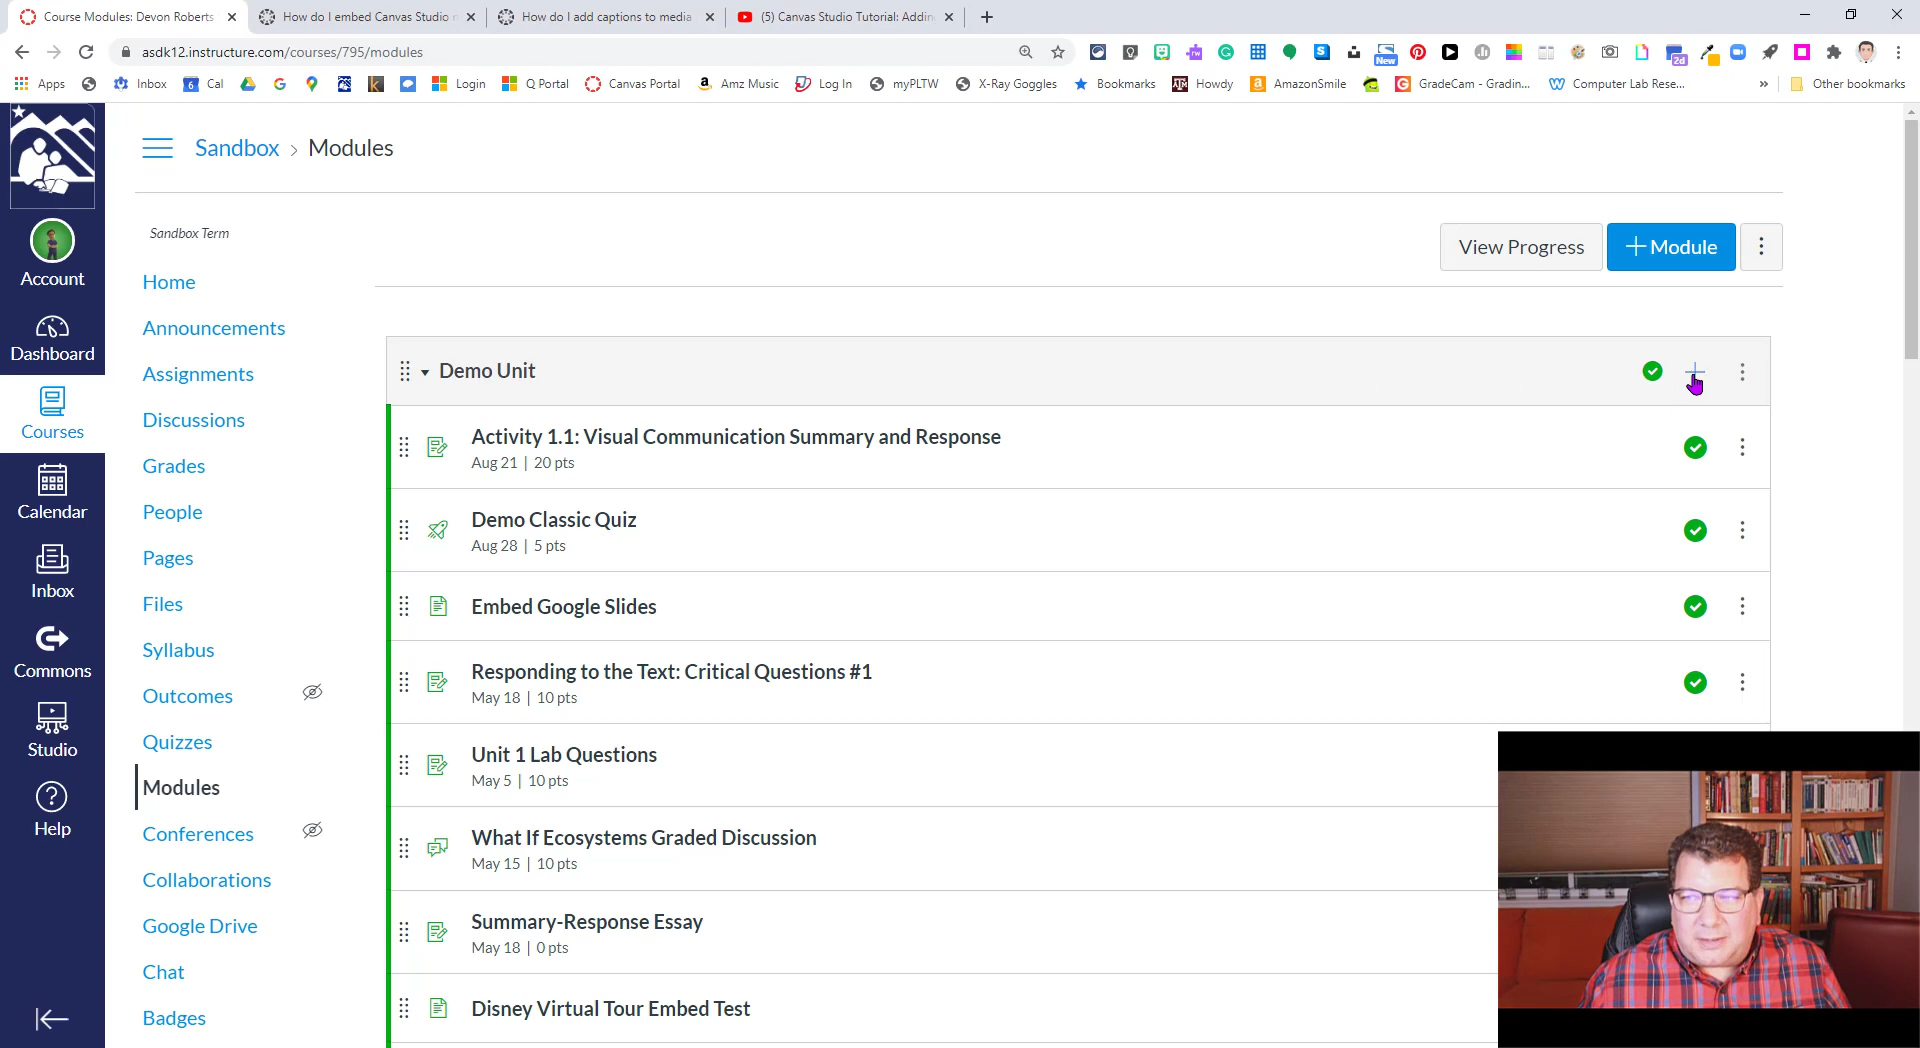 Course Modules: Devon Roberts
How do I embed Canvas Studio
How do I add captions to media
(5) Canvas Studio Tutorial: Addin
asdk12.instructure.com/courses/795/modules
New
2d
Apps
Inbox
6
Cal
Login
Q Portal
Canvas Portal
Amz Music
Log In
myPLTW
X-Ray Goggles
Bookmarks
Howdy
AmazonSmile
GradeCam - Gradin...
Computer Lab Rese...
»
Other bookmarks
Sandbox > Modules
Account
Dashboard
Courses
Calendar
Inbox
Commons
Studio
Help
Sandbox Term
Home
Announcements
Assignments
Discussions
Grades
People
Pages
Files
Syllabus
Outcomes
Quizzes
Modules
Conferences
Collaborations
Google Drive
Chat
Badges
View Progress
+ Module
Demo Unit
Activity 1.1: Visual Communication Summary and Response
Aug 21 | 20 pts
Demo Classic Quiz
Aug 28 | 5 pts
Embed Google Slides
Responding to the Text: Critical Questions #1
May 18 | 10 pts
Unit 1 Lab Questions
May 5 | 10 pts
What If Ecosystems Graded Discussion
May 15 | 10 pts
Summary-Response Essay
May 18 | 0 pts
Disney Virtual Tour Embed Test